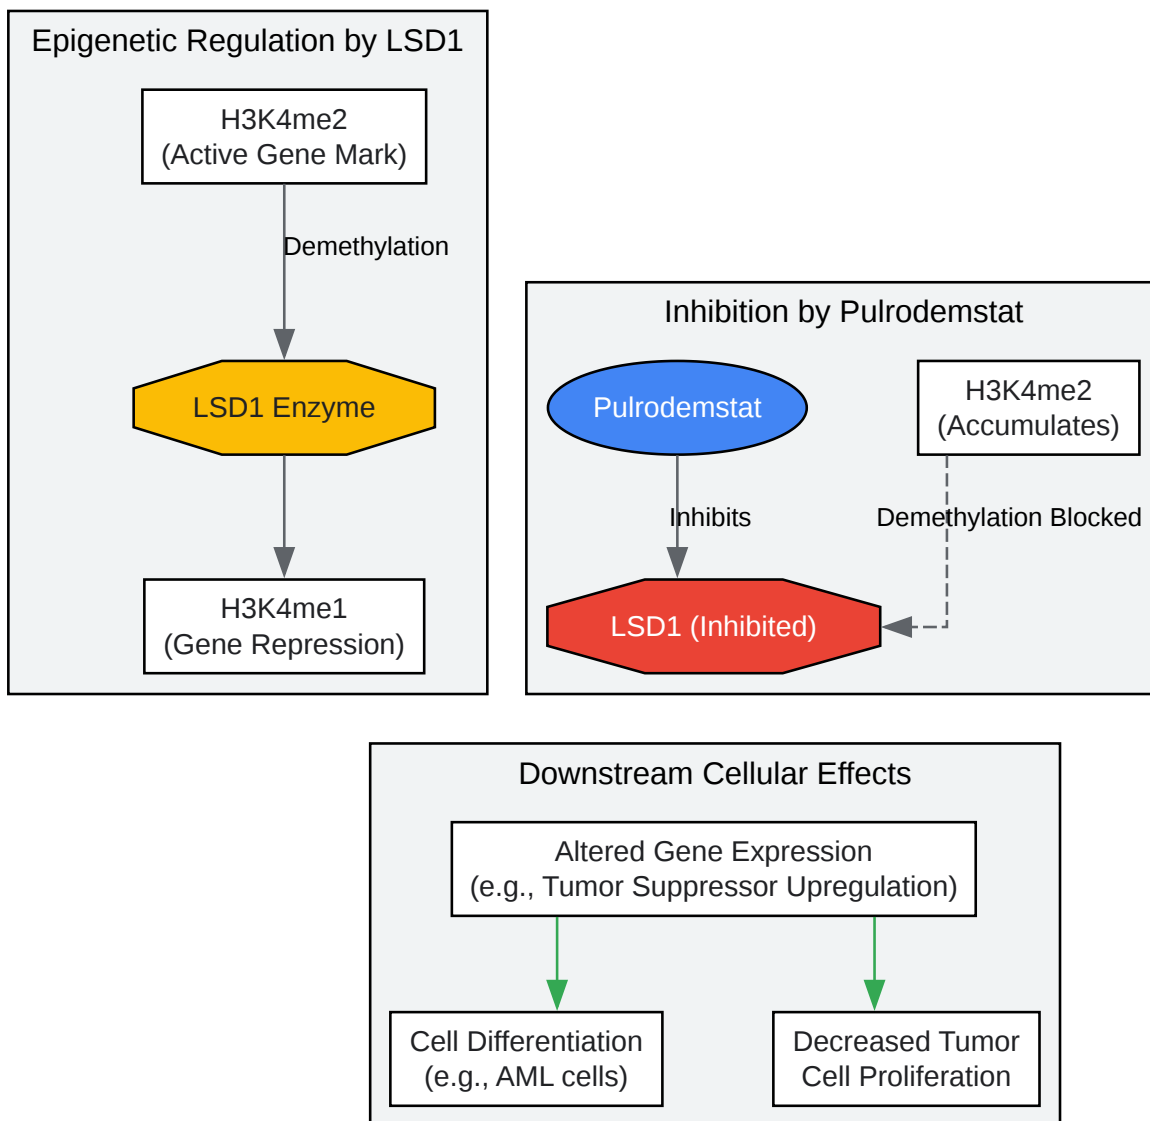 Epigenetic Regulation by LSD1
H3K4me2
(Active Gene Mark)
Demethylation
LSD1 Enzyme
H3K4me1
(Gene Repression)
Inhibition by Pulrodemstat
Pulrodemstat
H3K4me2
(Accumulates)
Inhibits
Demethylation Blocked
LSD1 (Inhibited)
Downstream Cellular Effects
Altered Gene Expression
(e.g., Tumor Suppressor Upregulation)
Cell Differentiation
(e.g., AML cells)
Decreased Tumor
Cell Proliferation